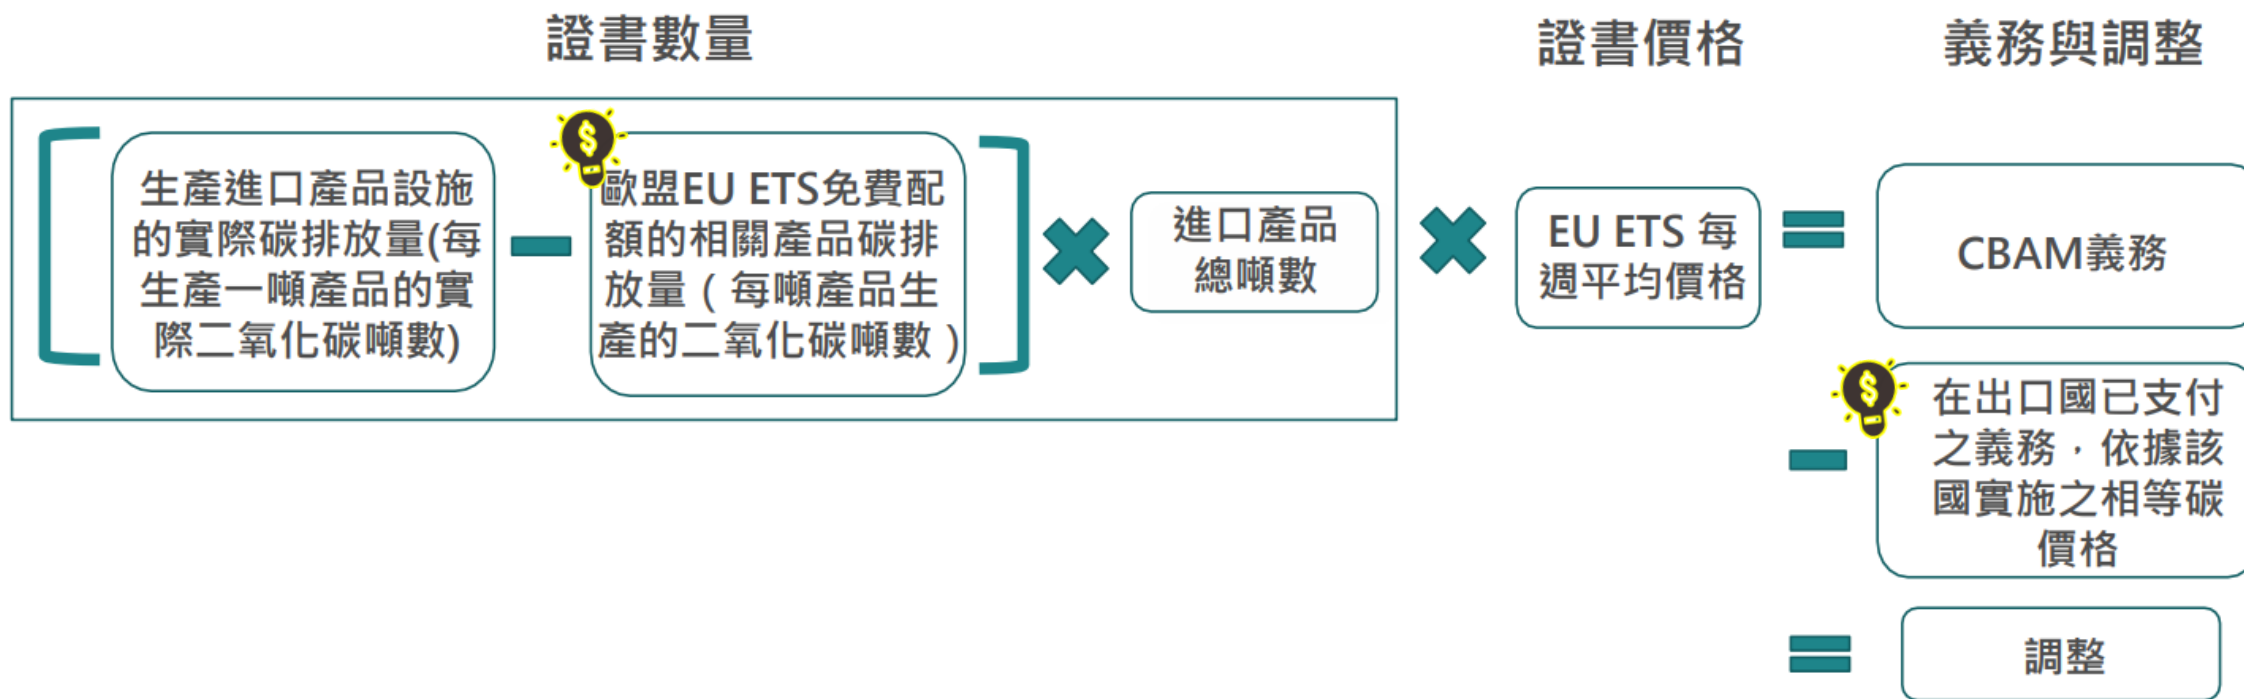 證書數量
證書價格
義務與調整
生產進口產品設施
的實際碳排放量(每
生產一噸產品的實
際二氧化碳噸數)
$
歐盟EU ETS免費配
額的相關產品碳排
放量（每噸產品生
產的二氧化碳噸數）
進口產品
總噸數
EU ETS 每
週平均價格
CBAM義務
$
在出口國已支付
之義務，依據該
國實施之相等碳
價格
調整